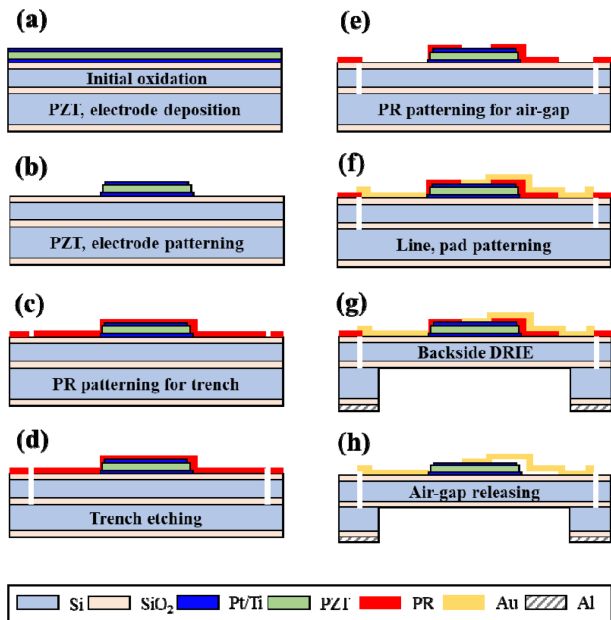 (a)
Initial oxidation
PZT, electrode deposition
(b)
PZT, electrode patterning
(c)
PR patterning for trench
(d)
Trench etching
(e)
PR patterning for air-gap
(f)
Line, pad patterning
(g)
Backside DRIE
(h)
Air-gap releasing
Si SiO₂ Pt/Ti PZT PR Au Al